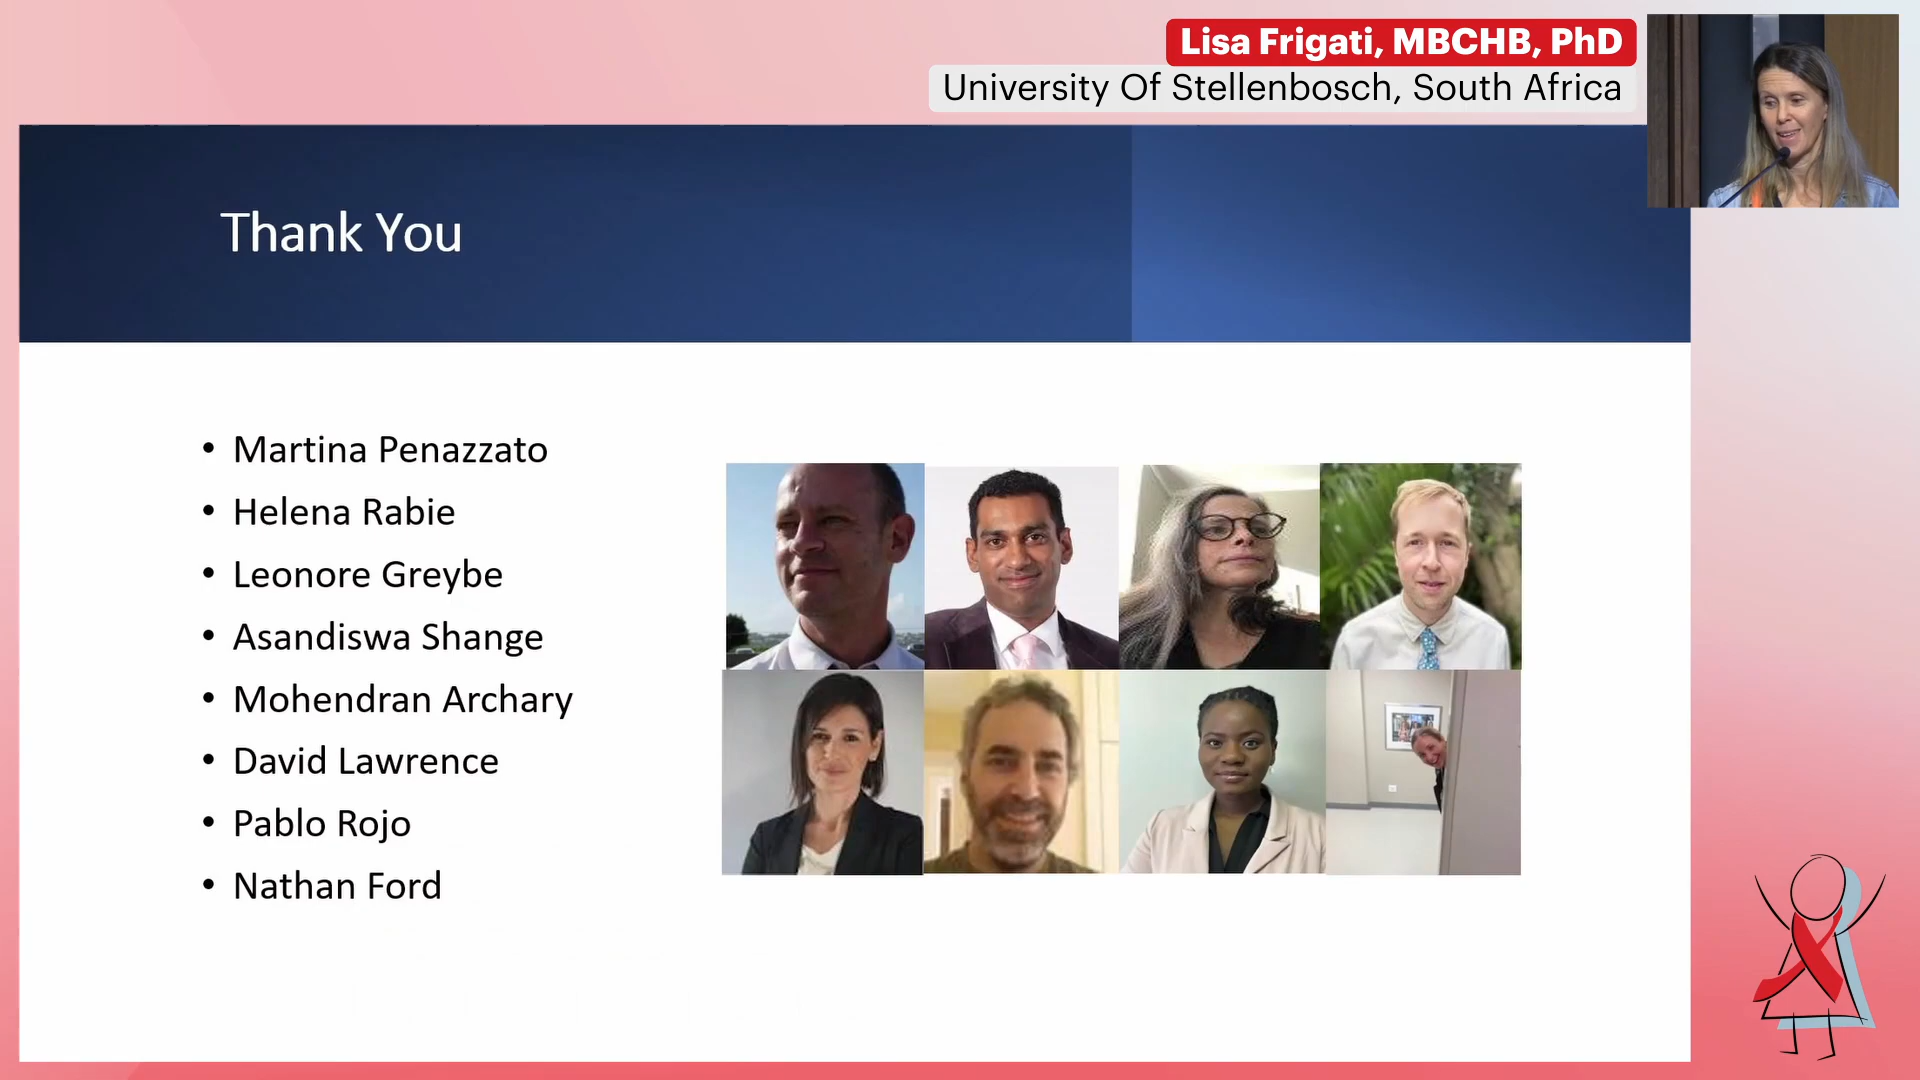 Lisa Frigati, MBCHB, PhD
University Of Stellenbosch, South Africa
Thank You
• Martina Penazzato
• Helena Rabie
• Leonore Greybe
• Asandiswa Shange
• Mohendran Archary
• David Lawrence
• Pablo Rojo
• Nathan Ford